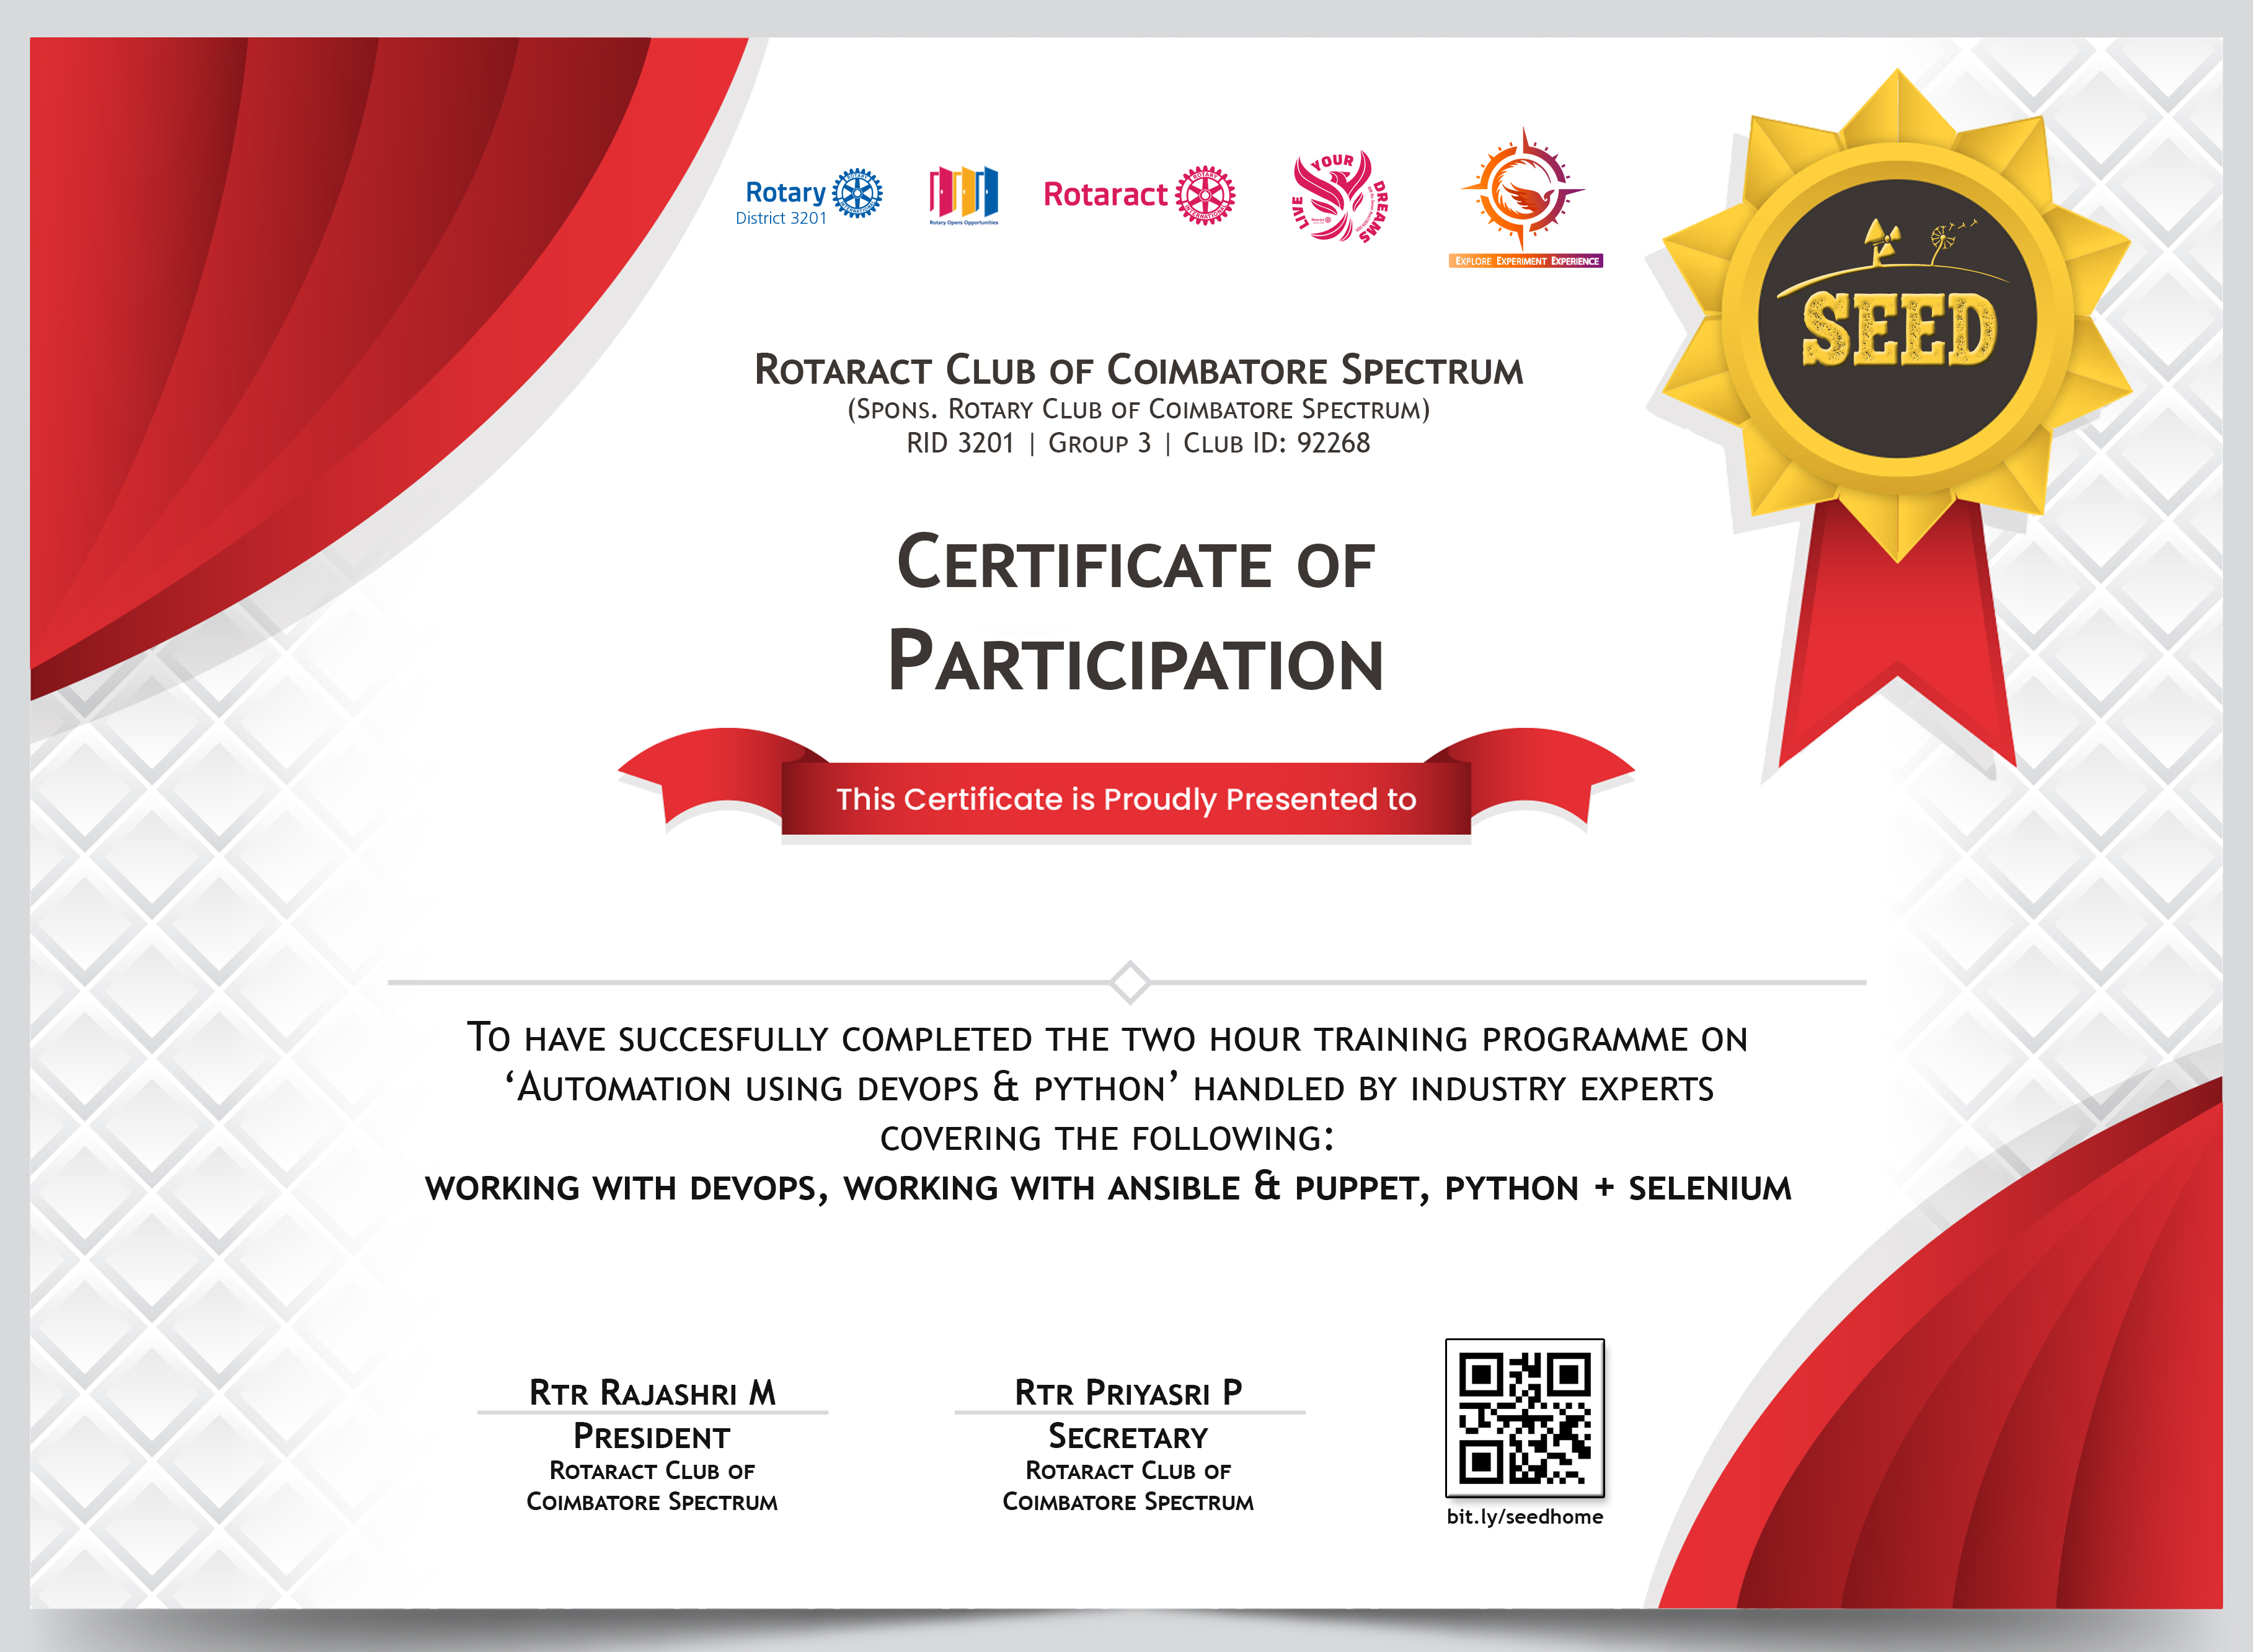 Rotary
District 3201
ROTARY
INTERNATIONAL
Rotary Opens Opportunities
Rotaract
ROTARY
INTERNATIONAL
LIVE YOUR DREAMS
EXPLORE EXPERIMENT EXPERIENCE
SEED
ROTARACT CLUB OF COIMBATORE SPECTRUM
(SPONS. ROTARY CLUB OF COIMBATORE SPECTRUM)
RID 3201 | GROUP 3 | CLUB ID: 92268
CERTIFICATE OF
PARTICIPATION
This Certificate is Proudly Presented to
TO HAVE SUCCESFULLY COMPLETED THE TWO HOUR TRAINING PROGRAMME ON
‘AUTOMATION USING DEVOPS & PYTHON’ HANDLED BY INDUSTRY EXPERTS
COVERING THE FOLLOWING:
WORKING WITH DEVOPS, WORKING WITH ANSIBLE & PUPPET, PYTHON + SELENIUM
RTR RAJASHRI M
PRESIDENT
ROTARACT CLUB OF
COIMBATORE SPECTRUM
RTR PRIYASRI P
SECRETARY
ROTARACT CLUB OF
COIMBATORE SPECTRUM
bit.ly/seedhome